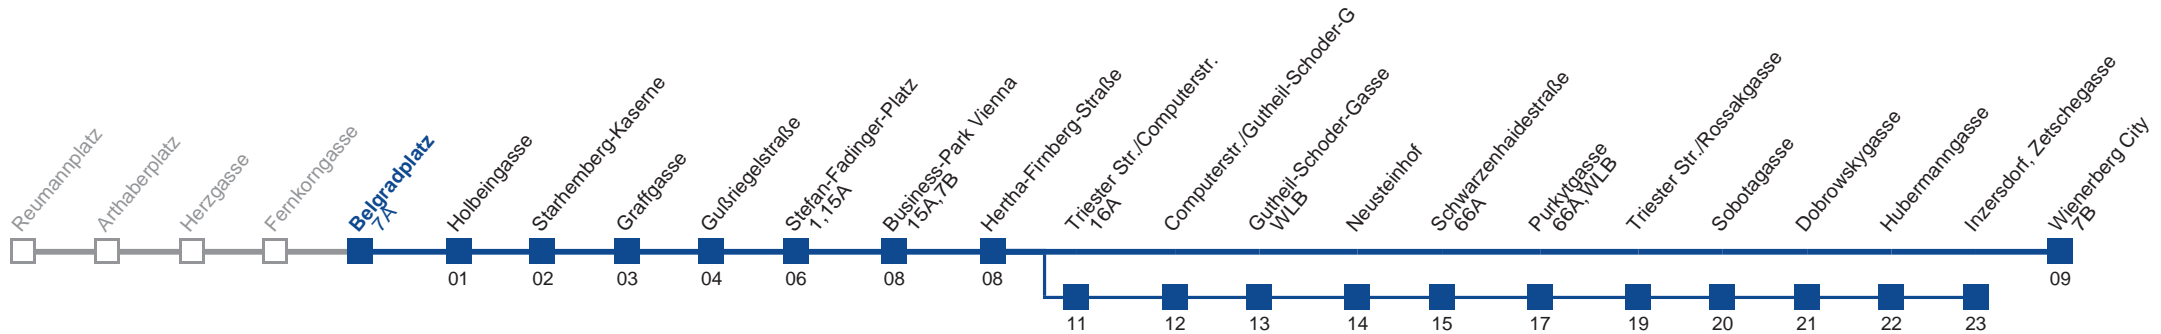 Reumannplatz
Arthaberplatz
Herzgasse
Fernkorngasse
Belgradplatz
7A
Holbeingasse
Starhemberg-Kaserne
Graffgasse
Gußriegelstraße
Stefan-Fadinger-Platz
1,15A
Business-Park Vienna
15A,7B
Hertha-Firnberg-Straße
Triester Str./Computerstr.
16A
Computerstr./Gutheil-Schoder-G
Gutheil-Schoder-Gasse
WLB
Neusteinhof
Schwarzenhaidestraße
66A
Purkytgasse
66A,WLB
Triester Str./Rossakgasse
Sobotagasse
Dobrowskygasse
Hubermanngasse
Inzersdorf, Zetschegasse
Wienerberg City
7B
01
02
03
04
06
08
08
09
11
12
13
14
15
17
19
20
21
22
23